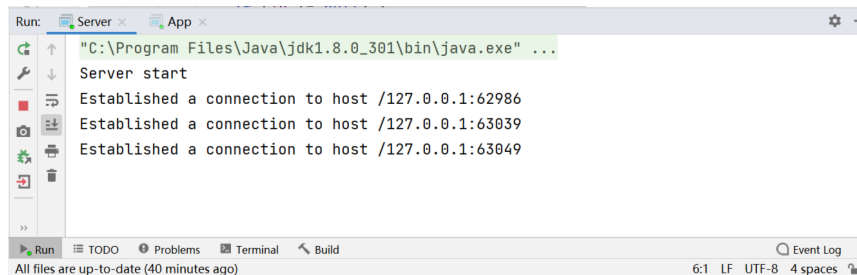 Run: Server × App ×
"C:\Program Files\Java\jdk1.8.0_301\bin\java.exe" ...
Server start
Established a connection to host /127.0.0.1:62986
Established a connection to host /127.0.0.1:63039
Established a connection to host /127.0.0.1:63049
>>
Run TODO Problems Terminal Build Event Log
All files are up-to-date (40 minutes ago) 6:1 LF UTF-8 4 spaces